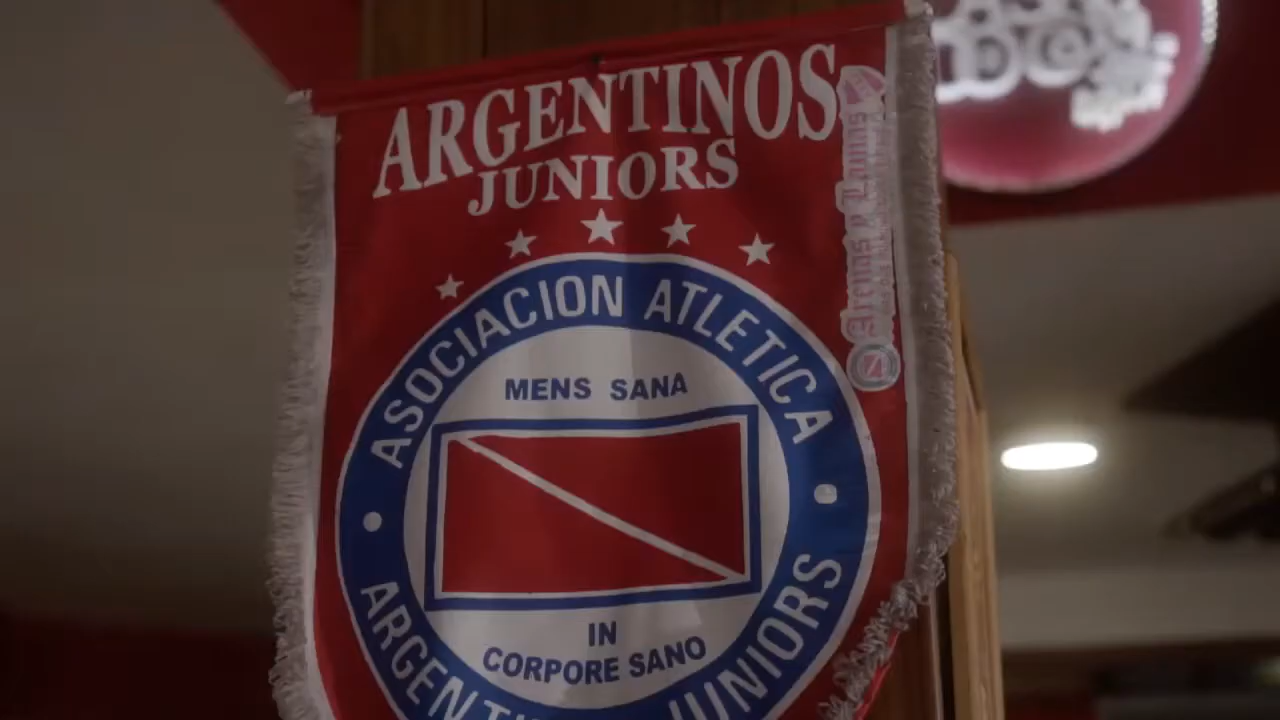 ARGENTINOS
JUNIORS
ASOCIACION ATLETICA
MENS SANA
IN
CORPORE SANO
JUNIORS